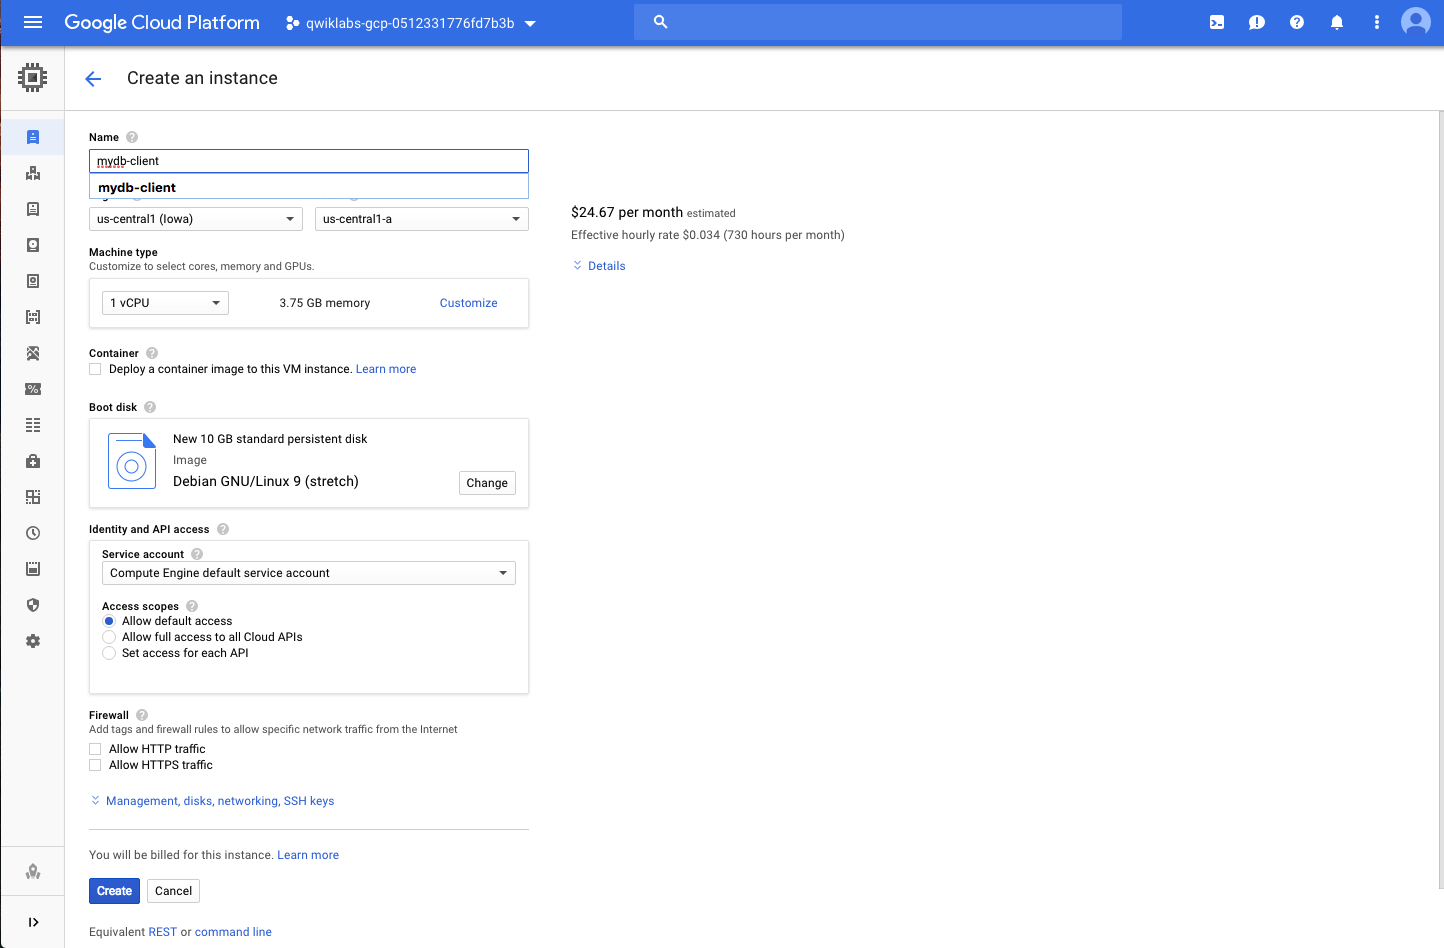 Google Cloud Platform
qwiklabs-gcp-0512331776fd7b3b
Create an instance
Name
mydb-client
mydb-client
us-central1 (Iowa)
us-central1-a
Machine type
Customize to select cores, memory and GPUs.
1 vCPU
3.75 GB memory
Customize
Container
Deploy a container image to this VM instance. Learn more
Boot disk
New 10 GB standard persistent disk
Image
Debian GNU/Linux 9 (stretch)
Change
Identity and API access
Service account
Compute Engine default service account
Access scopes
Allow default access
Allow full access to all Cloud APIs
Set access for each API
Firewall
Add tags and firewall rules to allow specific network traffic from the Internet
Allow HTTP traffic
Allow HTTPS traffic
Management, disks, networking, SSH keys
You will be billed for this instance. Learn more
Create
Cancel
Equivalent REST or command line
$24.67 per month estimated
Effective hourly rate $0.034 (730 hours per month)
Details